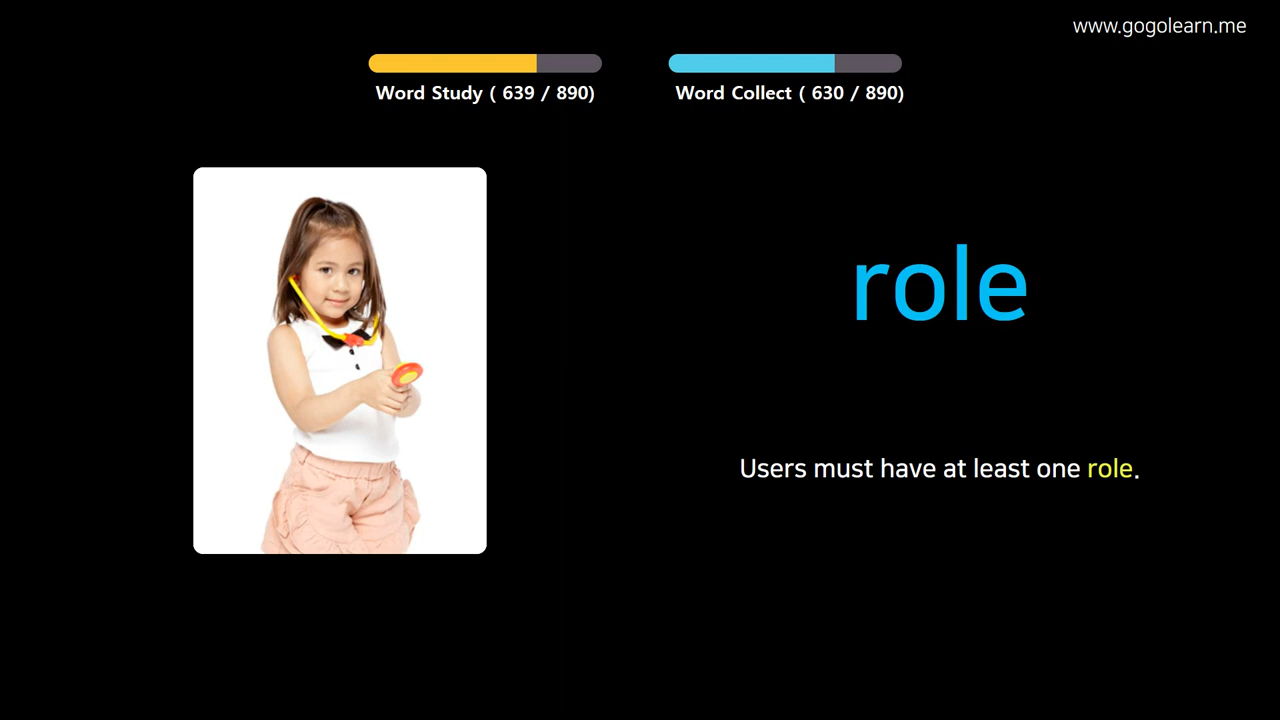 www.gogolearn.me
Word Study ( 639 / 890)
Word Collect ( 630 / 890)
role
Users must have at least one role.